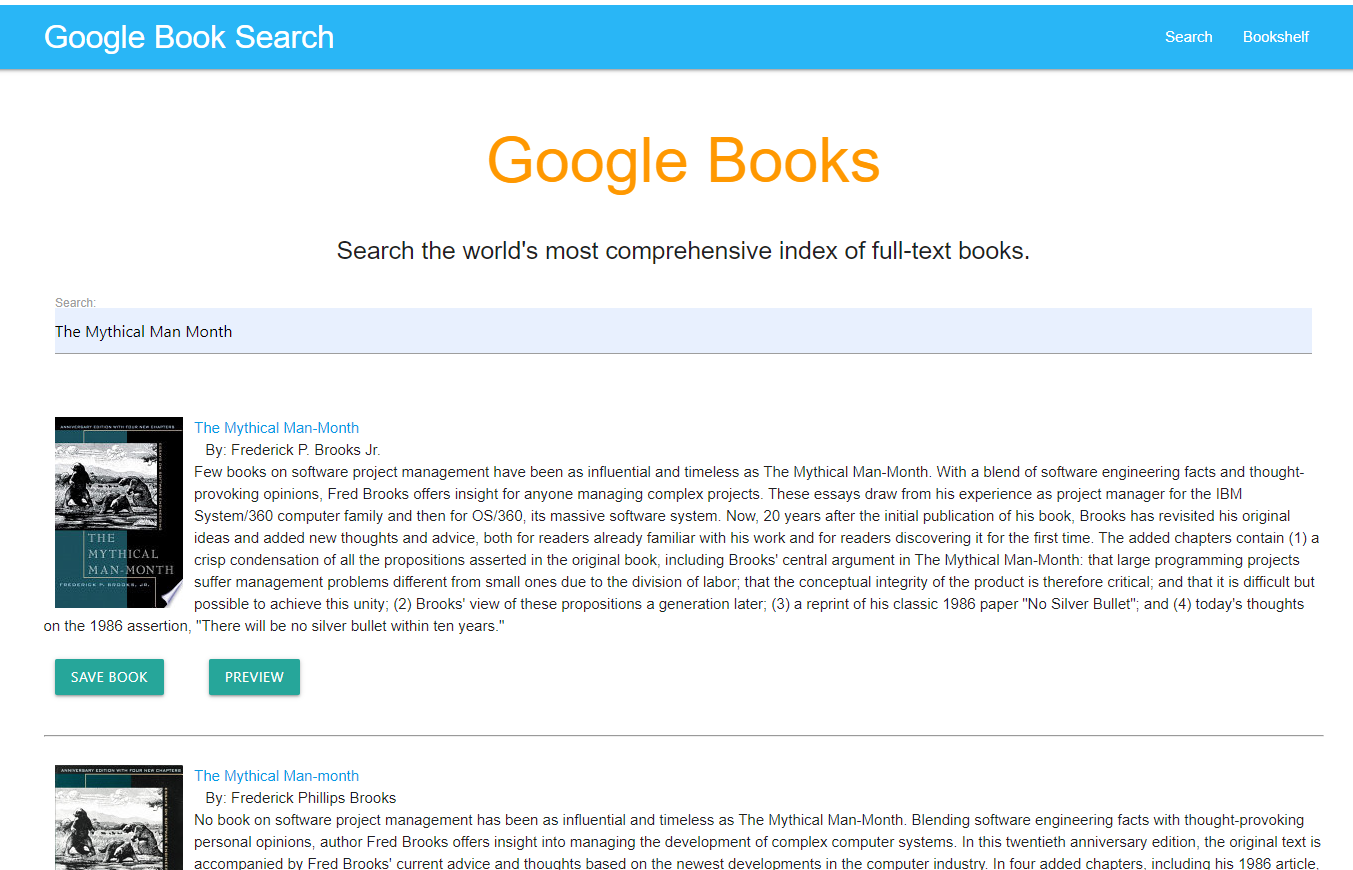 Google Book Search
Search
Bookshelf
Google Books
Search the world's most comprehensive index of full-text books.
Search:
The Mythical Man Month
ANNIVERSARY EDITION WITH FOUR NEW CHAPTERS
THE
MYTHICAL
MAN-MONTH
FREDERICK P. BROOKS, JR.
The Mythical Man-Month
By: Frederick P. Brooks Jr.
Few books on software project management have been as influential and timeless as The Mythical Man-Month. With a blend of software engineering facts and thought-
provoking opinions, Fred Brooks offers insight for anyone managing complex projects. These essays draw from his experience as project manager for the IBM
System/360 computer family and then for OS/360, its massive software system. Now, 20 years after the initial publication of his book, Brooks has revisited his original
ideas and added new thoughts and advice, both for readers already familiar with his work and for readers discovering it for the first time. The added chapters contain (1) a
crisp condensation of all the propositions asserted in the original book, including Brooks' central argument in The Mythical Man-Month: that large programming projects
suffer management problems different from small ones due to the division of labor; that the conceptual integrity of the product is therefore critical; and that it is difficult but
possible to achieve this unity; (2) Brooks' view of these propositions a generation later; (3) a reprint of his classic 1986 paper "No Silver Bullet"; and (4) today's thoughts
on the 1986 assertion, "There will be no silver bullet within ten years."
SAVE BOOK
PREVIEW
ANNIVERSARY EDITION WITH FOUR NEW CHAPTERS
The Mythical Man-month
By: Frederick Phillips Brooks
No book on software project management has been as influential and timeless as The Mythical Man-Month. Blending software engineering facts with thought-provoking
personal opinions, author Fred Brooks offers insight into managing the development of complex computer systems. In this twentieth anniversary edition, the original text is
accompanied by Fred Brooks' current advice and thoughts based on the newest developments in the computer industry. In four added chapters, including his 1986 article,